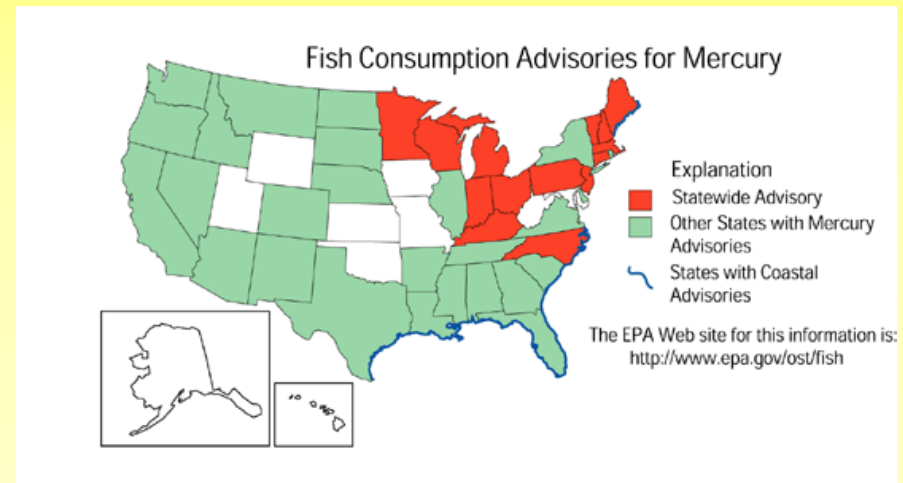 Fish Consumption Advisories for Mercury
Explanation
Statewide Advisory
Other States with Mercury
Advisories
States with Coastal
Advisories
The EPA Web site for this information is:
http://www.epa.gov/ost/fish